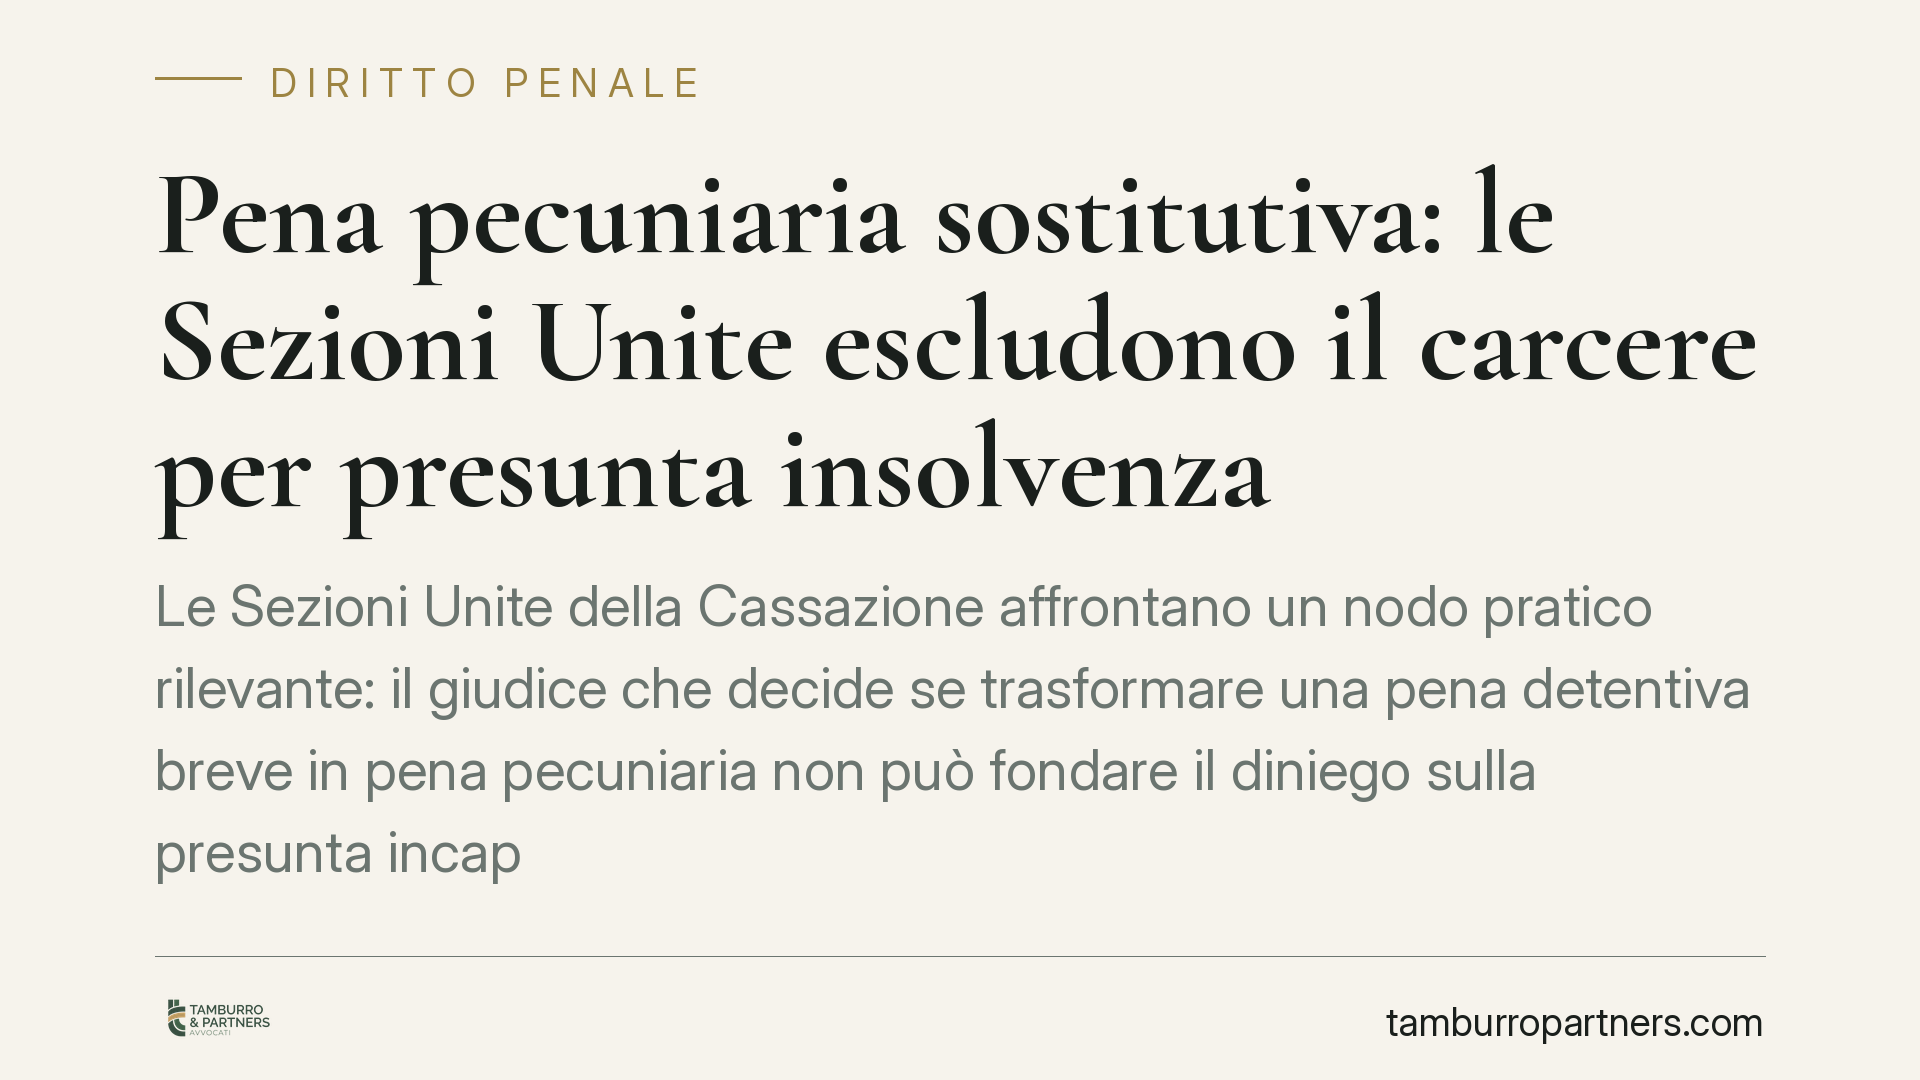 DIRITTO PENALE
Pena pecuniaria sostitutiva: le
Sezioni Unite escludono il carcere
per presunta insolvenza
Le Sezioni Unite della Cassazione affrontano un nodo pratico
rilevante: il giudice che decide se trasformare una pena detentiva
breve in pena pecuniaria non può fondare il diniego sulla
presunta incap
TAMBURRO
& PARTNERS
AVVOCATI
tamburropartners.com